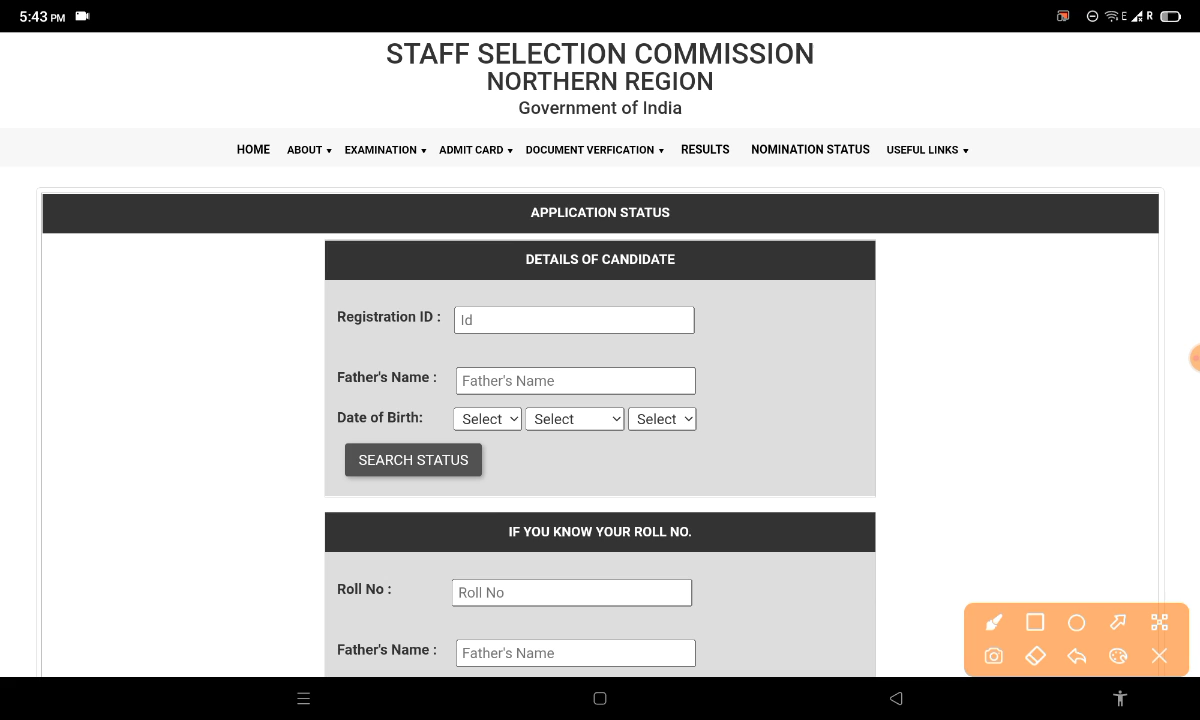 5:43 PM
E R
STAFF SELECTION COMMISSION
NORTHERN REGION
Government of India
HOME ABOUT ▾ EXAMINATION ▾ ADMIT CARD ▾ DOCUMENT VERFICATION ▾ RESULTS NOMINATION STATUS USEFUL LINKS ▾
APPLICATION STATUS
DETAILS OF CANDIDATE
Registration ID : Id
Father's Name : Father's Name
Date of Birth: Select Select Select
SEARCH STATUS
IF YOU KNOW YOUR ROLL NO.
Roll No : Roll No
Father's Name : Father's Name